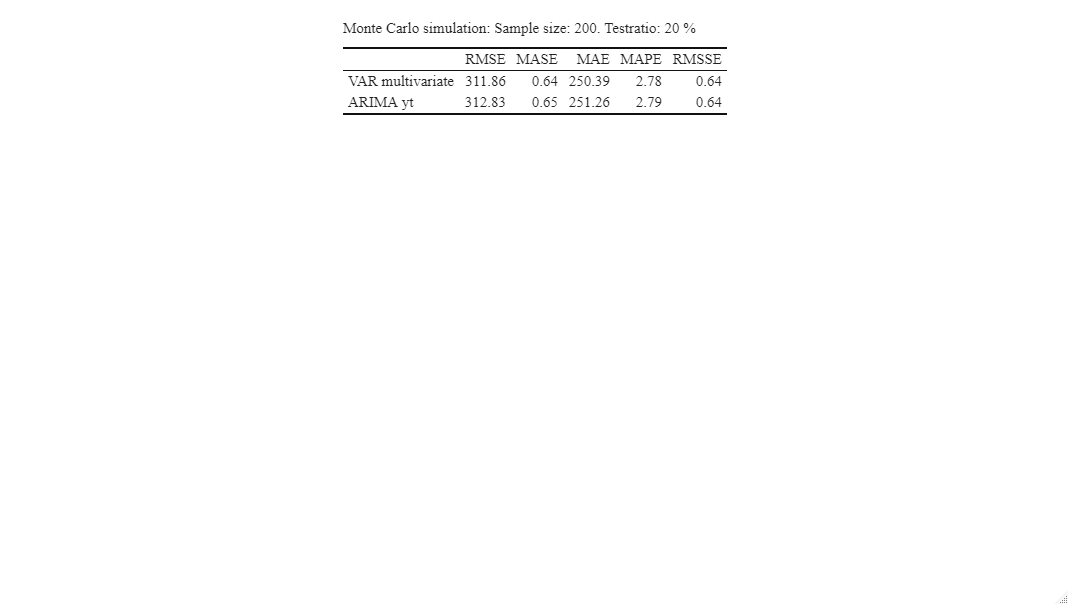 Monte Carlo simulation: Sample size: 200. Testratio: 20 %
RMSE MASE MAE MAPE RMSSE
VAR multivariate 311.86 0.64 250.39 2.78 0.64
ARIMA yt 312.83 0.65 251.26 2.79 0.64